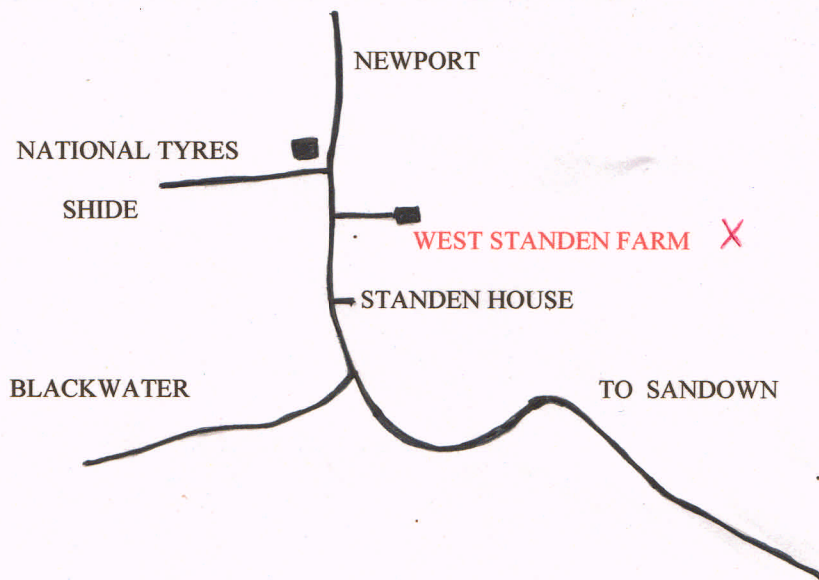 NEWPORT
NATIONAL TYRES
SHIDE
WEST STANDEN FARM X
STANDEN HOUSE
BLACKWATER
TO SANDOWN